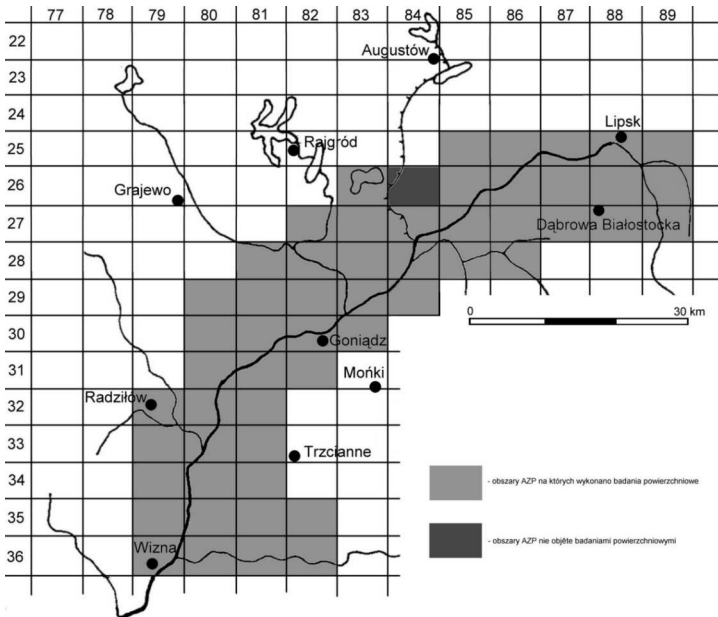 77 78 79 80 81 82 83 84 85 86 87 88 89
22
Augustów
23
24
Lipsk
25
Rajgród
26
Grajewo
Dąbrowa Białostocka
27
28
29
0 30 km
30
Goniądz
31
Mońki
32
Radziłów
33
Trzcianne
- obszary AZP na których wykonano badania powierzchniowe
34
35
- obszary AZP nie objête badaniami powierzchniowymi
Wizna
36